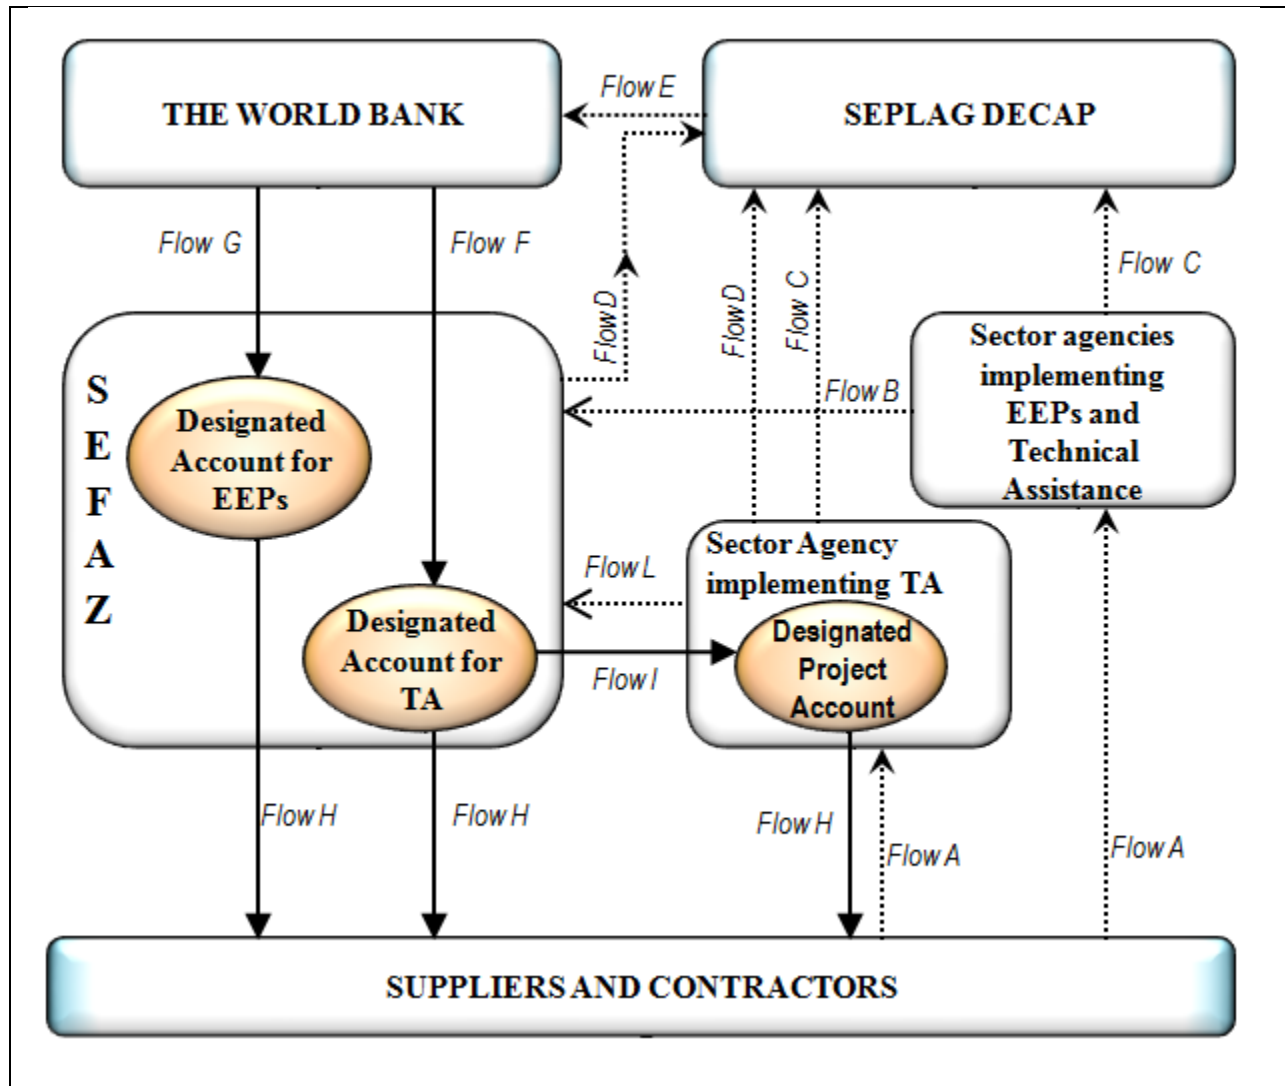 THE WORLD BANK
Flow E
SEPLAG DECAP
Flow G
Flow F
Flow D
Flow D
Flow C
Flow C
S
E
F
A
Z
Designated
Account for
EEPs
Flow B
Sector agencies
implementing
EEPs and
Technical
Assistance
Designated
Account for
TA
Flow L
Flow I
Sector Agency
implementing TA
Designated
Project
Account
Flow H
Flow H
Flow H
Flow A
Flow A
SUPPLIERS AND CONTRACTORS